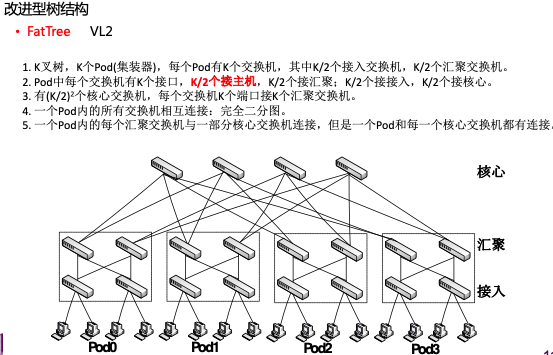 改进型树结构
• FatTree VL2
1. K叉树，K个Pod(集装器)，每个Pod有K个交换机，其中K/2个接入交换机，K/2个汇聚交换机。
2. Pod中每个交换机有K个接口，K/2个接主机，K/2个接汇聚；K/2个接接入，K/2个接核心。
3. 有(K/2)²个核心交换机，每个交换机K个端口接K个汇聚交换机。
4. 一个Pod内的所有交换机相互连接：完全二分图。
5. 一个Pod内的每个汇聚交换机与一部分核心交换机连接，但是一个Pod和每一个核心交换机都有连接.
核心
汇聚
接入
Pod0 Pod1 Pod2 Pod3